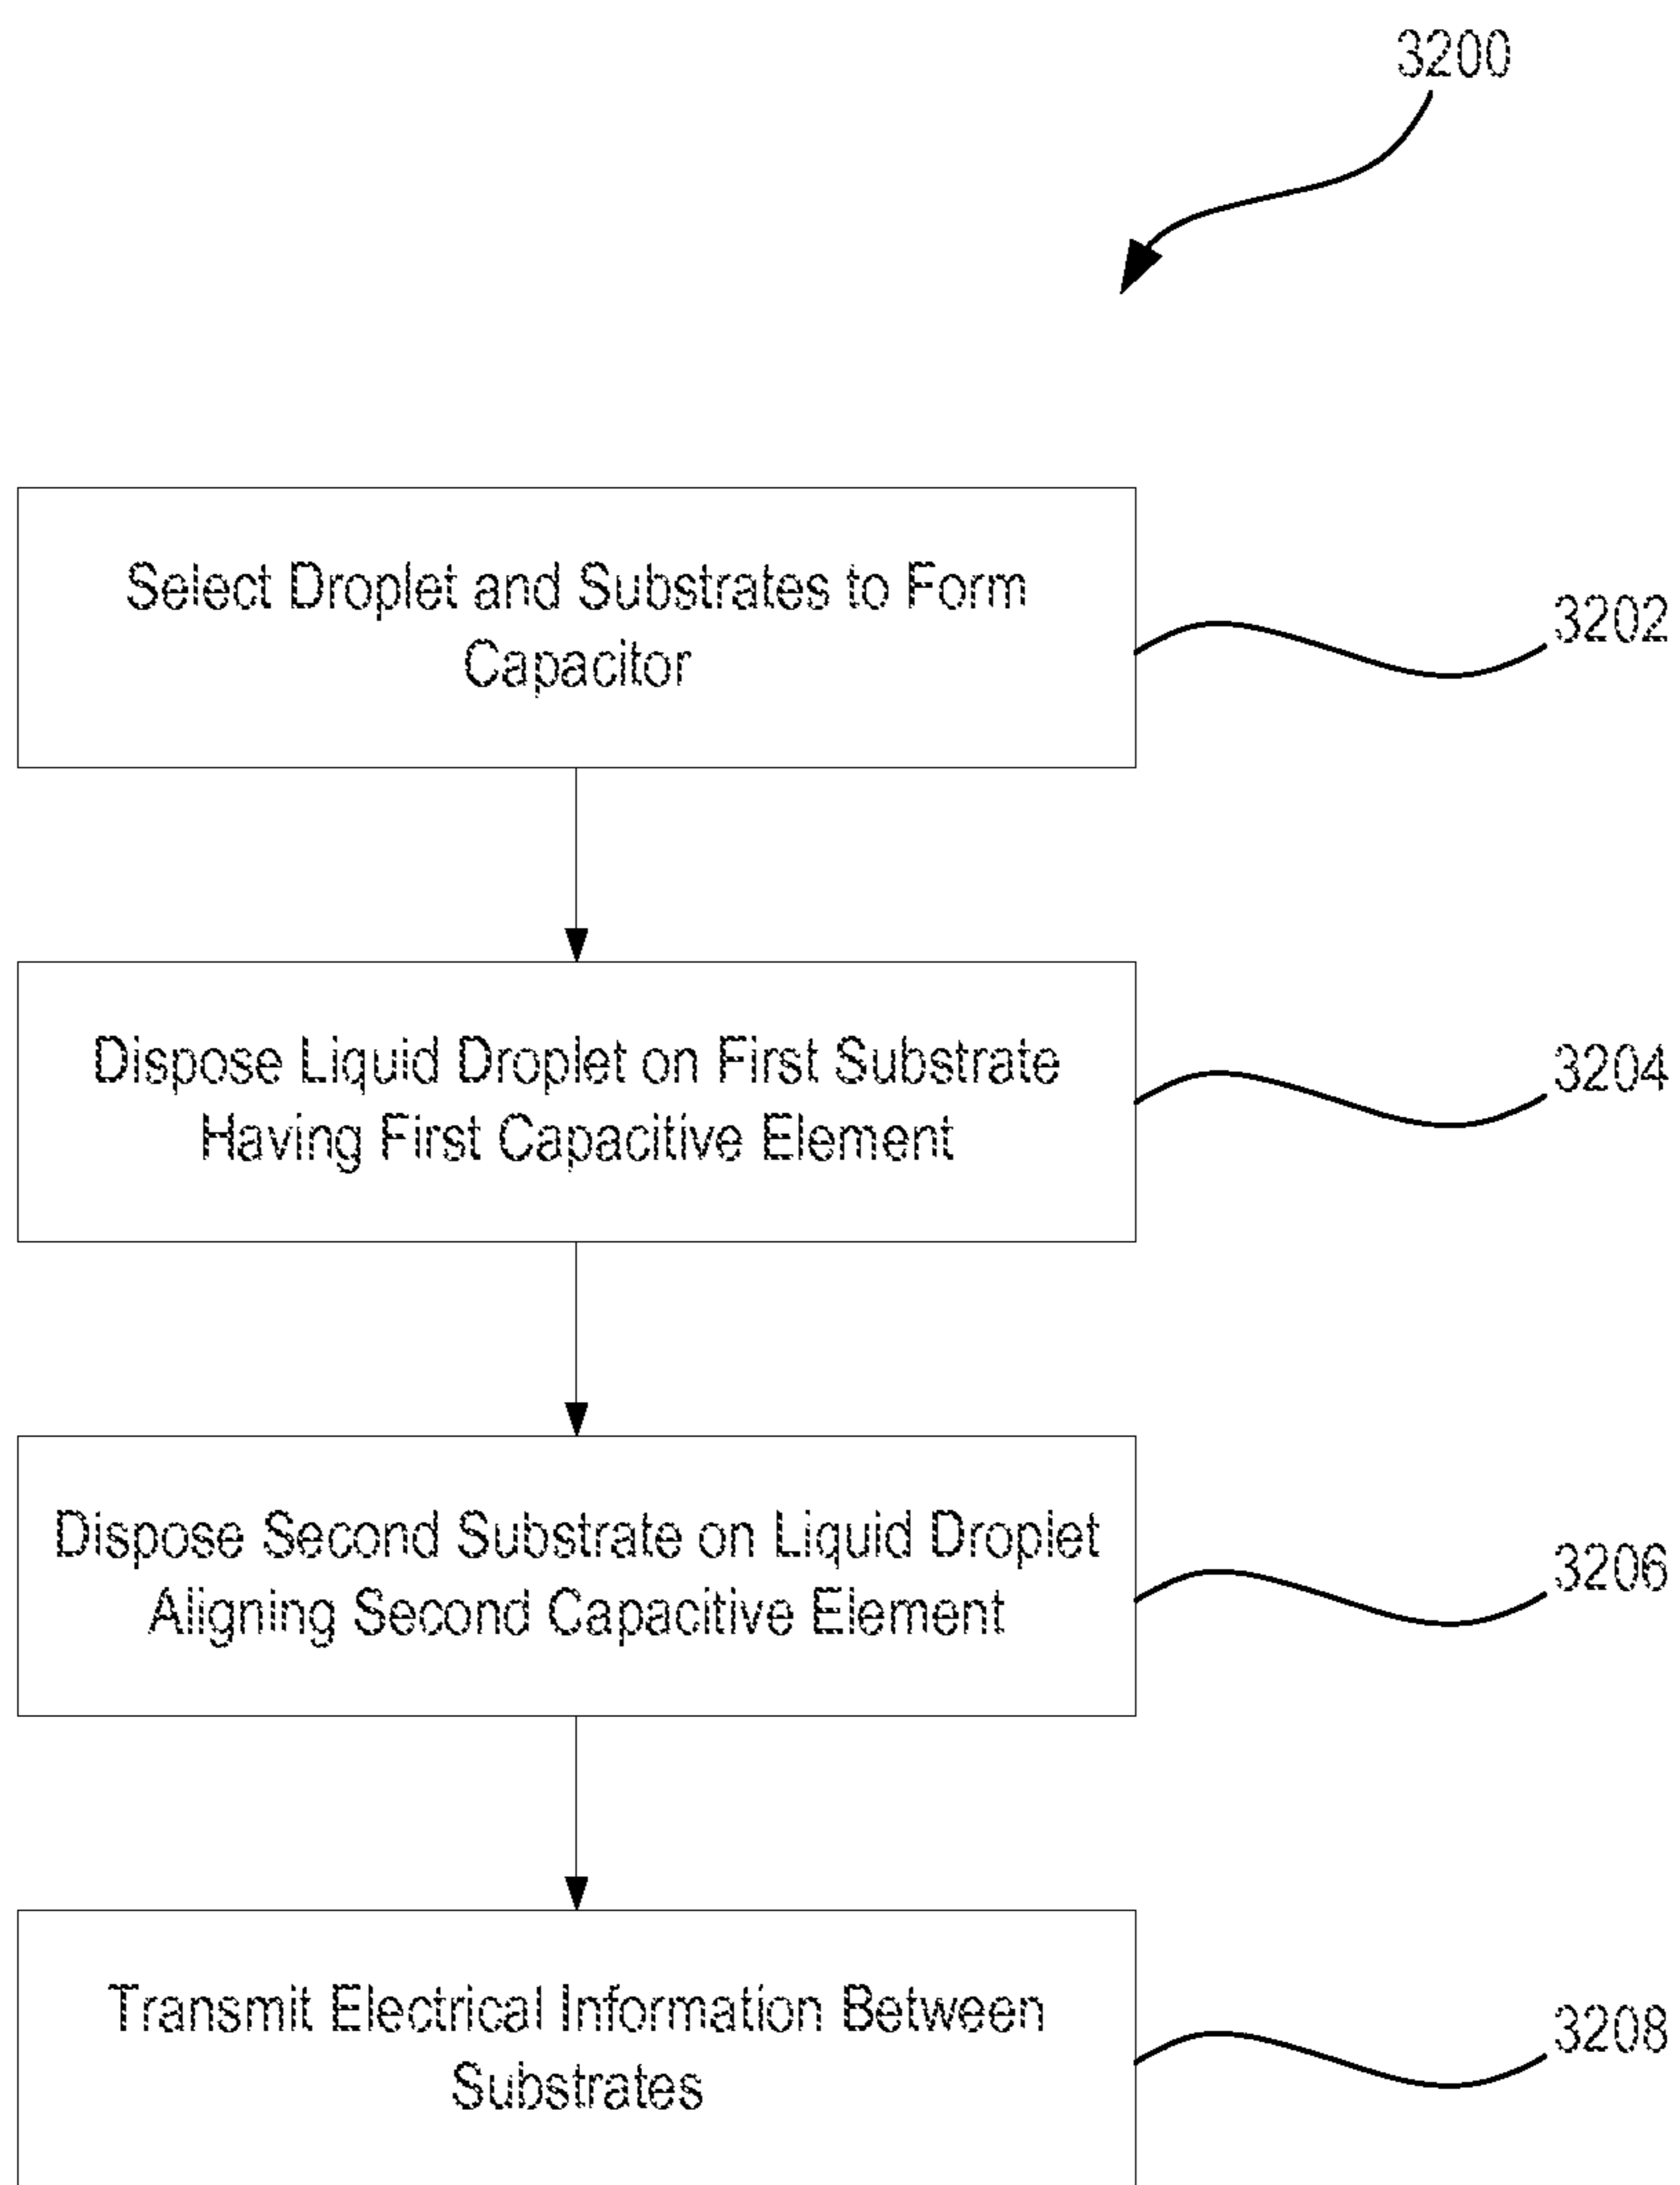 3200
Select Droplet and Substrates to Form
Capacitor
3202
Dispose Liquid Droplet on First Substrate
Having First Capacitive Element
3204
Dispose Second Substrate on Liquid Droplet
Aligning Second Capacitive Element
3206
Transmit Electrical Information Between
Substrates
3208